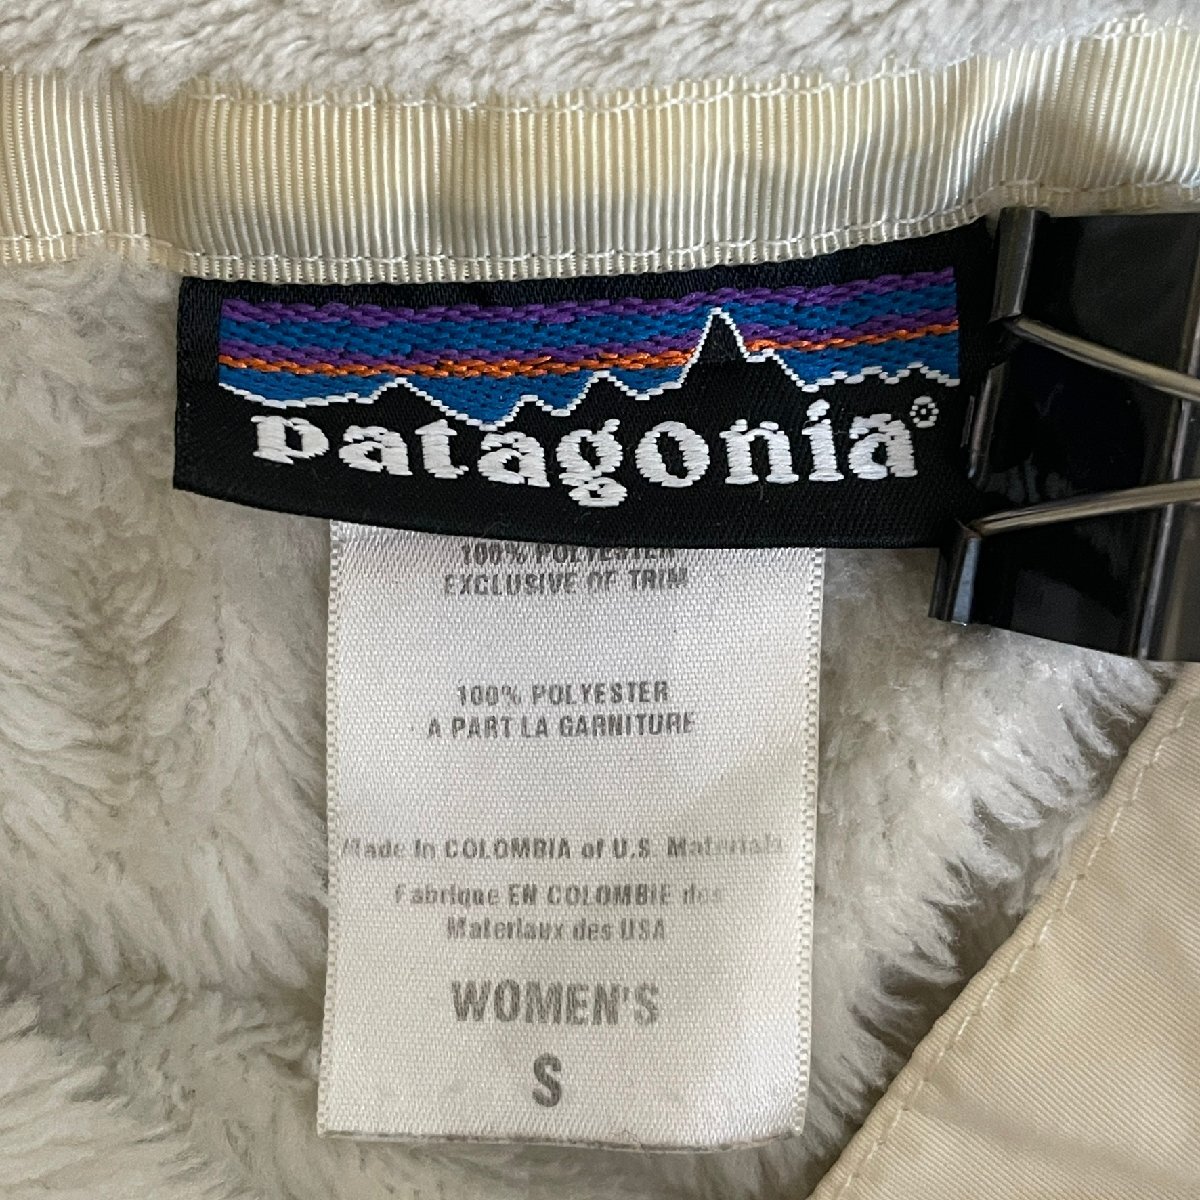 patagonia®
100% POLYESTER
EXCLUSIVE OF TRIM
100% POLYESTER
A PART LA GARNITURE
Made In COLOMBIA of U.S. Materials
Fabrique EN COLOMBIE des
Materiaux des USA
WOMEN'S
S